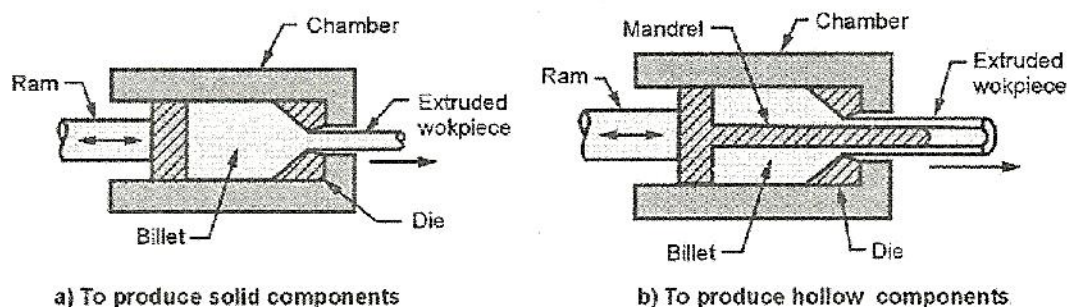 Chamber
Ram
Extruded
wokpiece
Billet
Die
a) To produce solid components
Chamber
Mandrel
Ram
Extruded
wokpiece
Billet
Die
b) To produce hollow components